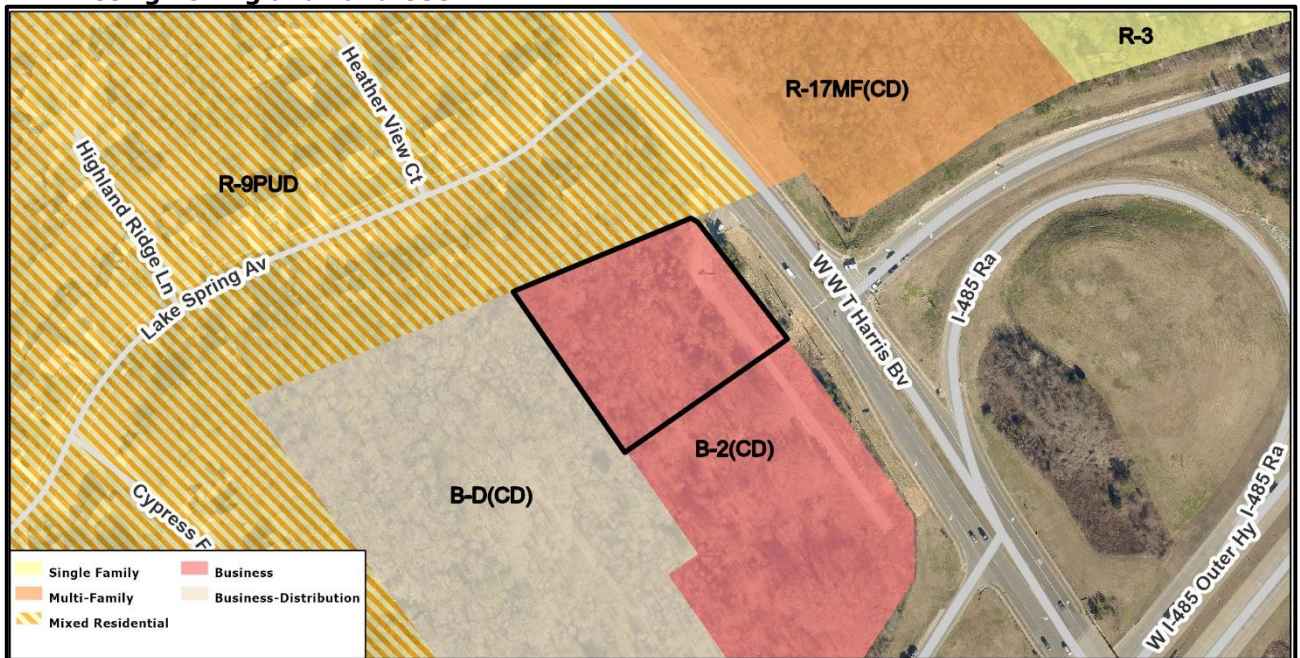 R-3
R-17MF(CD)
Heather View Ct
Highland Ridge Ln
R-9PUD
Lake Spring Av
W W T Harris Bv
I-485 Ra
B-2(CD)
B-D(CD)
Cypress F
I-485 Ra
W I-485 Outer Hy
Single Family
Business
Multi-Family
Business-Distribution
Mixed Residential